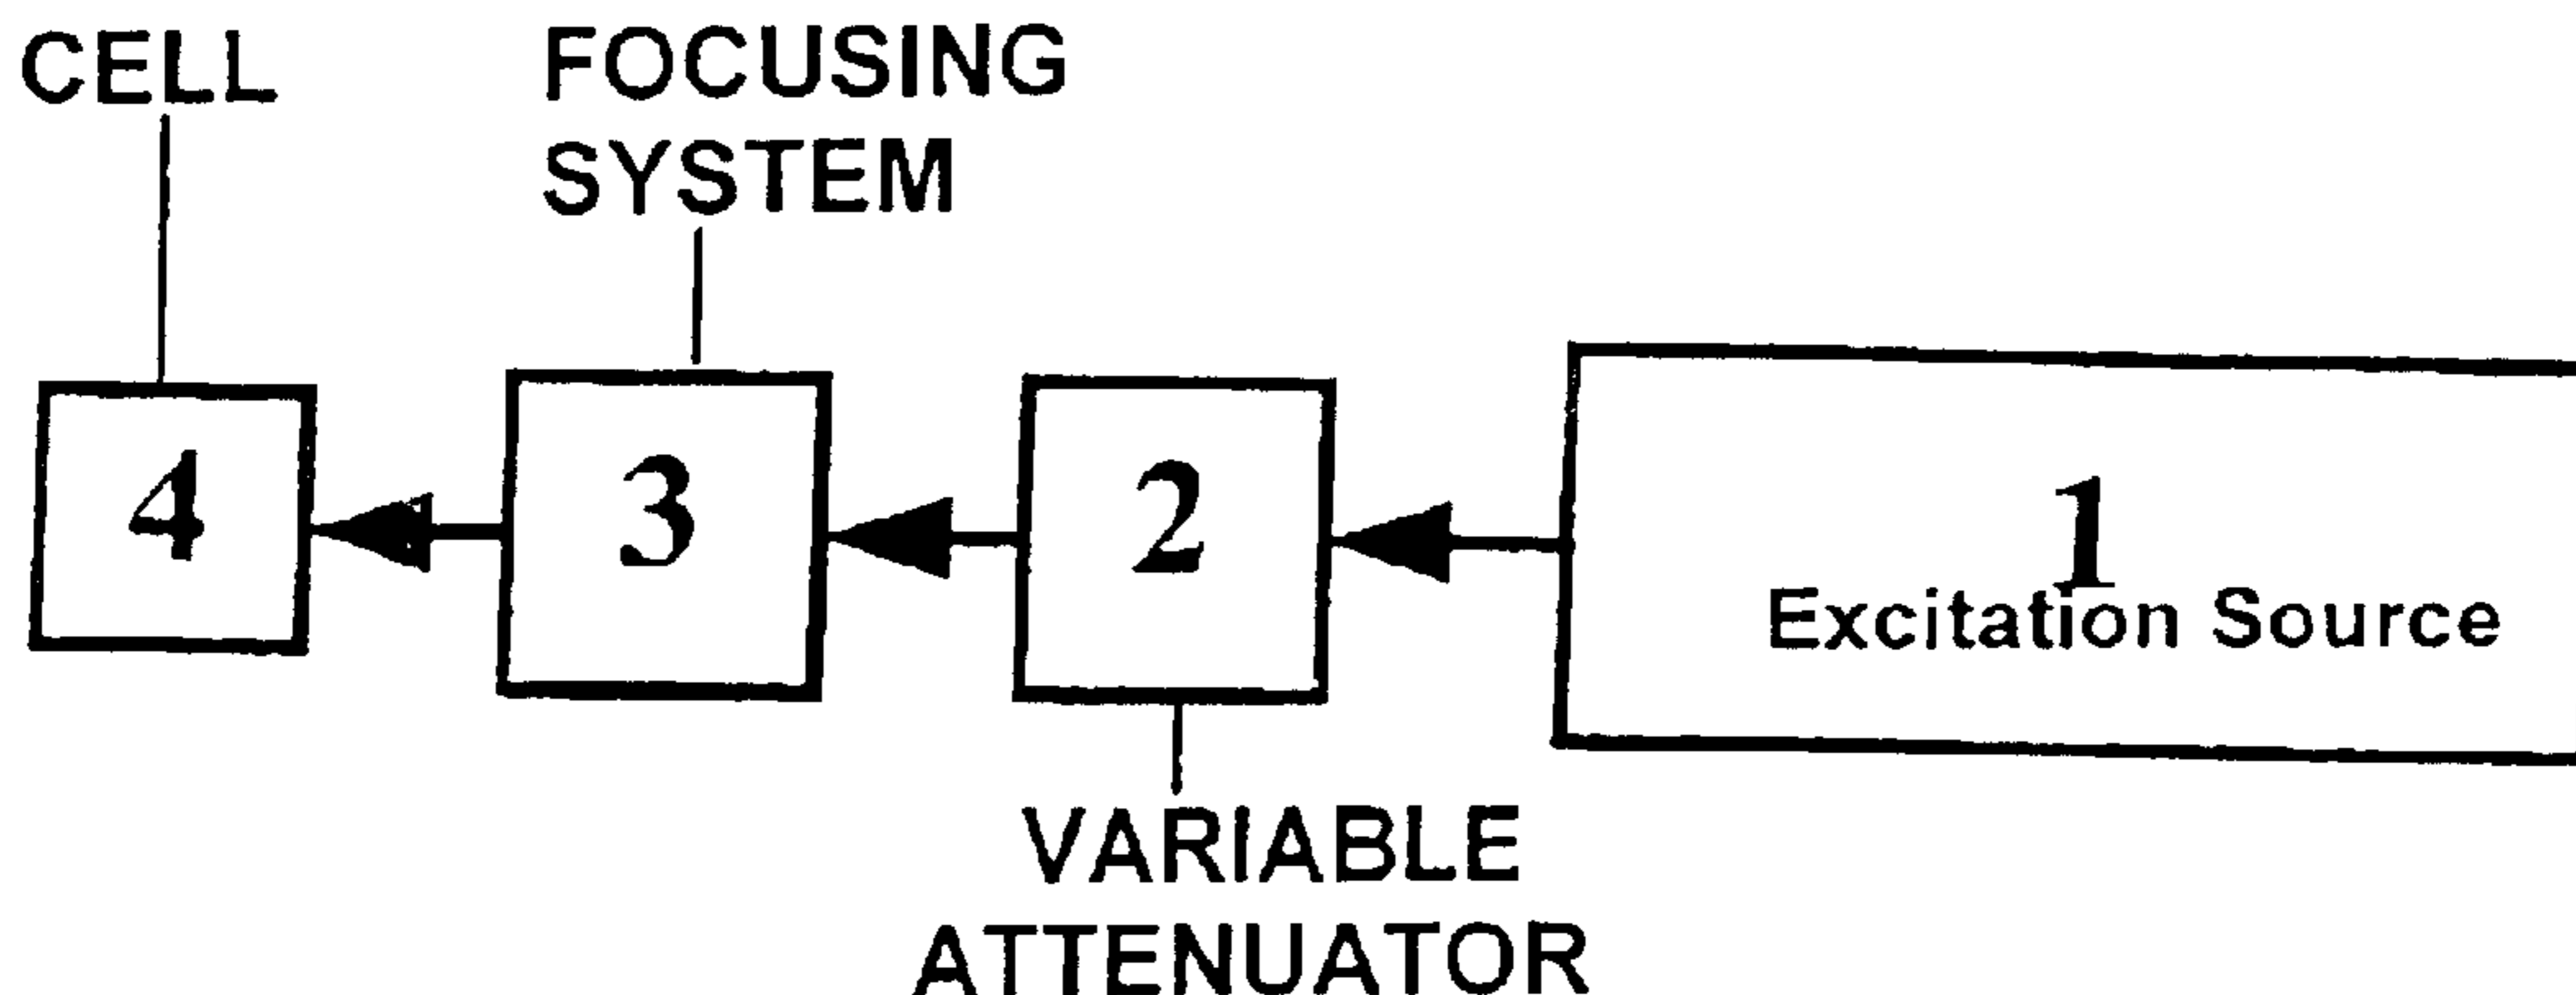 CELL
FOCUSING
SYSTEM
4
3
2
1
Excitation Source
VARIABLE
ATTENUATOR